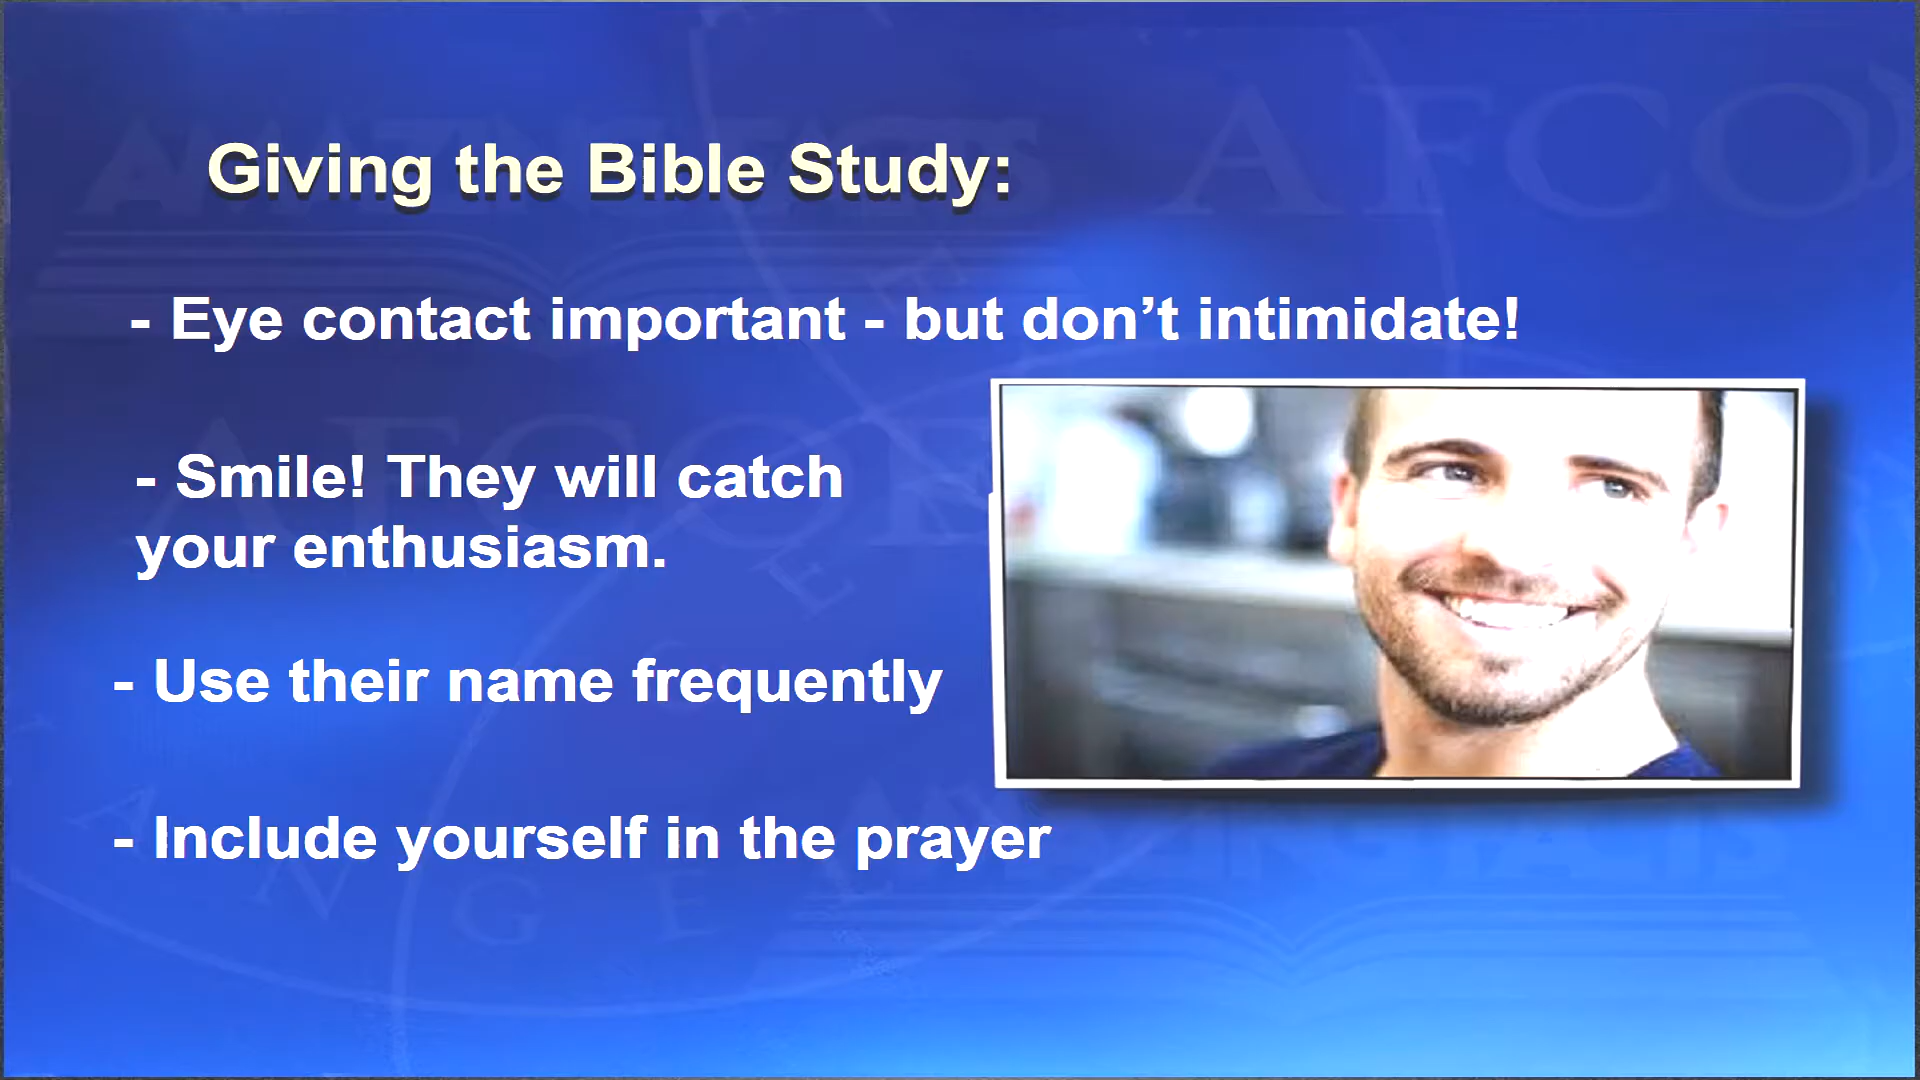 Giving the Bible Study:
- Eye contact important - but don’t intimidate!
- Smile! They will catch
your enthusiasm.
- Use their name frequently
- Include yourself in the prayer